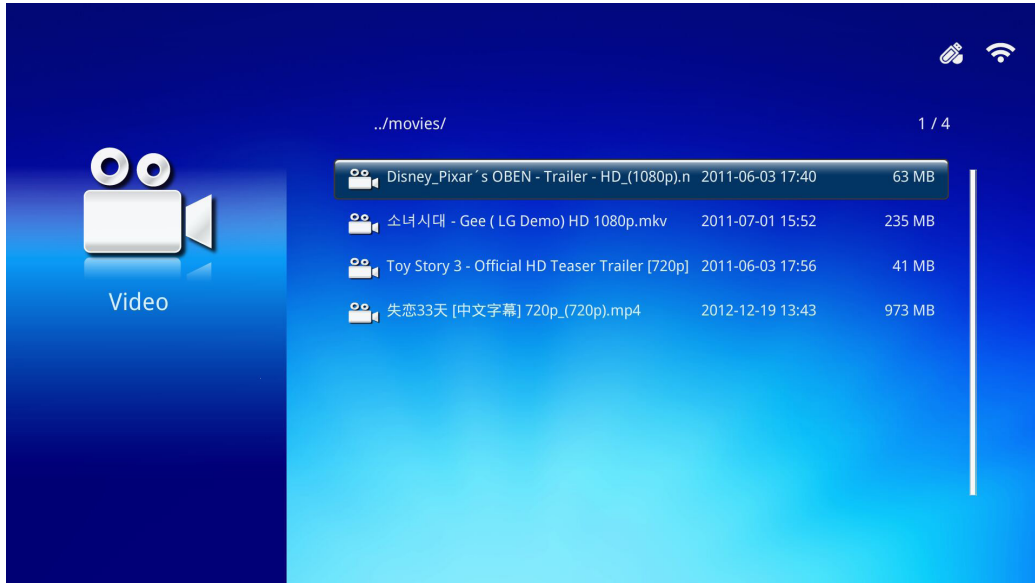 ../movies/ 1 / 4
Disney_Pixar´s OBEN - Trailer - HD_(1080p).n 2011-06-03 17:40 63 MB
소녀시대 - Gee ( LG Demo) HD 1080p.mkv 2011-07-01 15:52 235 MB
Toy Story 3 - Official HD Teaser Trailer [720p] 2011-06-03 17:56 41 MB
Video
失恋33天 [中文字幕] 720p_(720p).mp4 2012-12-19 13:43 973 MB